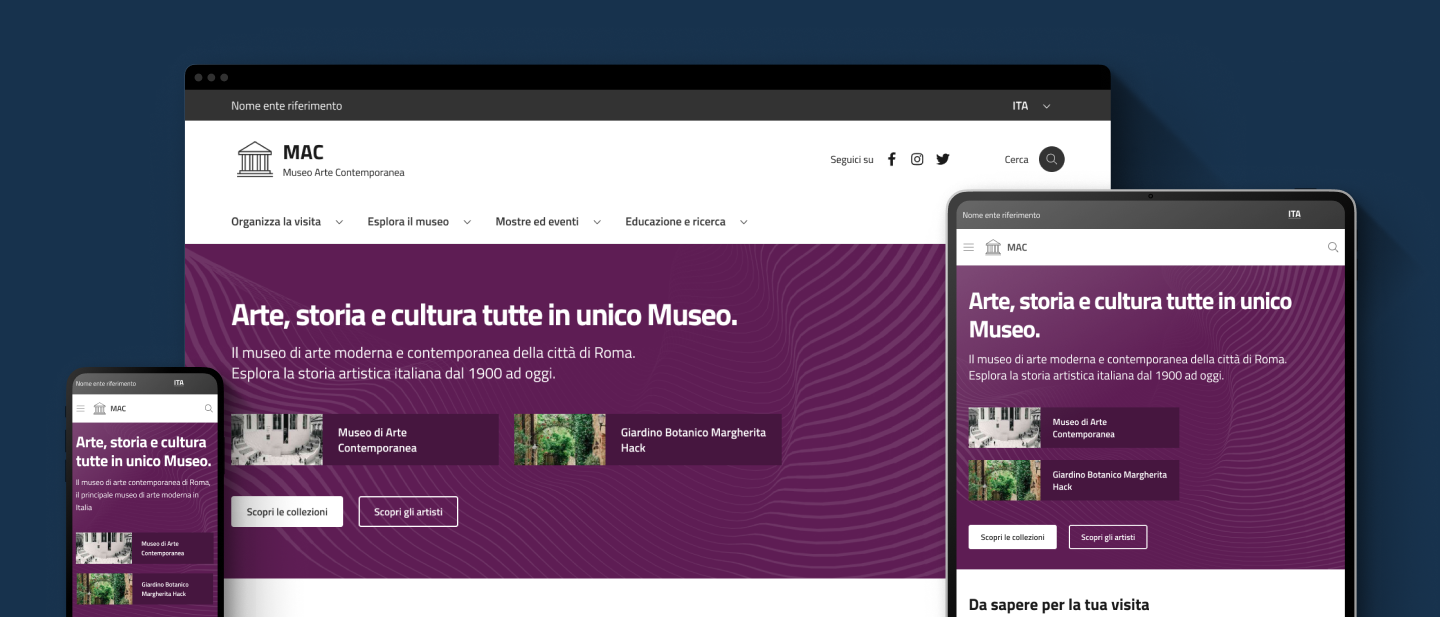 Nome ente riferimento
ITA
MAC
Museo Arte Contemporanea
Seguici su
Cerca
Organizza la visita
Esplora il museo
Mostre ed eventi
Educazione e ricerca
Arte, storia e cultura tutte in unico Museo.
Il museo di arte moderna e contemporanea della città di Roma.
Esplora la storia artistica italiana dal 1900 ad oggi.
Museo di Arte
Contemporanea
Giardino Botanico Margherita
Hack
Scopri le collezioni
Scopri gli artisti
Nome ente riferimento
ITA
MAC
Arte, storia e cultura tutte in unico
Museo.
Il museo di arte moderna e contemporanea della città di Roma.
Esplora la storia artistica italiana dal 1900 ad oggi.
Museo di Arte
Contemporanea
Giardino Botanico Margherita
Hack
Scopri le collezioni
Scopri gli artisti
Da sapere per la tua visita
Nome ente riferimento
ITA
MAC
Arte, storia e cultura
tutte in unico Museo.
Il museo di arte contemporanea di Roma,
il principale museo di arte moderna in
Italia
Museo di Arte
Contemporanea
Giardino Botanico
Margherita Hack